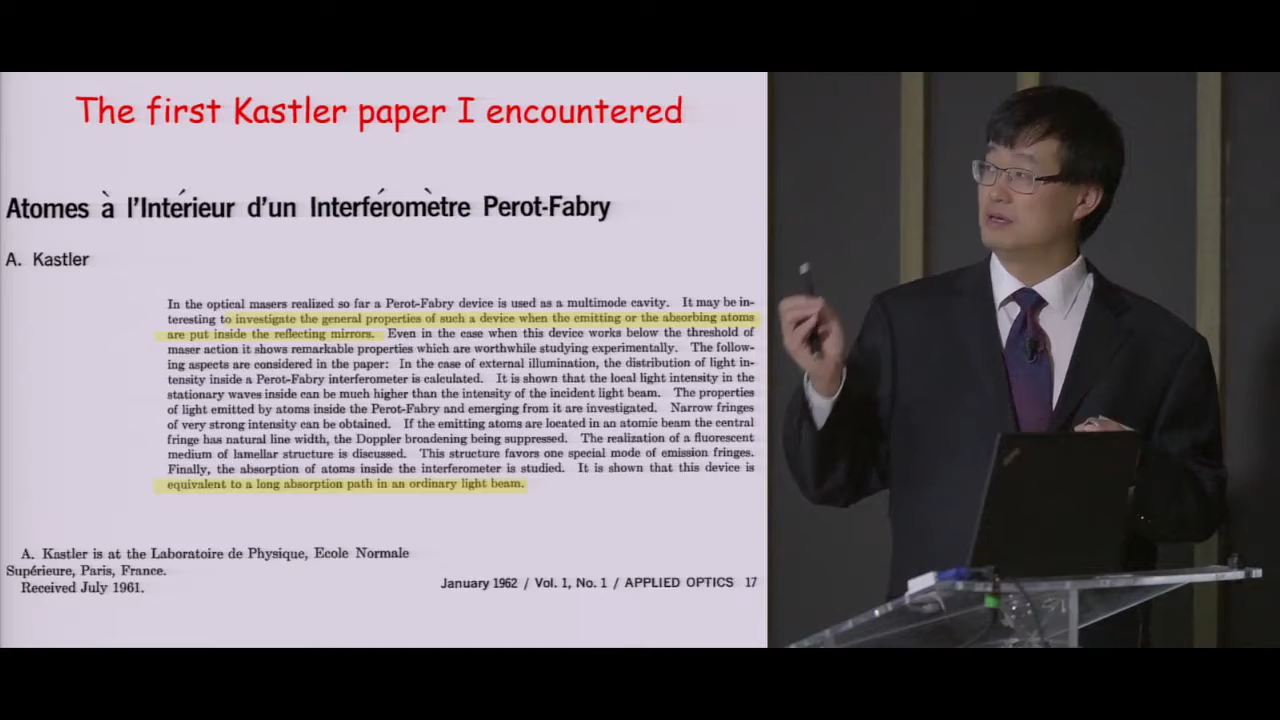 The first Kastler paper I encountered
Atomes à l'Intérieur d'un Interféromètre Perot-Fabry
A. Kastler
In the optical masers realized so far a Perot-Fabry device is used as a multimode cavity. It may be in-
teresting to investigate the general properties of such a device when the emitting or the absorbing atoms
are put inside the reflecting mirrors. Even in the case when this device works below the threshold of
maser action it shows remarkable properties which are worthwhile studying experimentally. The follow-
ing aspects are considered in the paper: In the case of external illumination, the distribution of light in-
tensity inside a Perot-Fabry interferometer is calculated. It is shown that the local light intensity in the
stationary waves inside can be much higher than the intensity of the incident light beam. The properties
of light emitted by atoms inside the Perot-Fabry and emerging from it are investigated. Narrow fringes
of very strong intensity can be obtained. If the emitting atoms are located in an atomic beam the central
fringe has natural line width, the Doppler broadening being suppressed. The realization of a fluorescent
medium of lamellar structure is discussed. This structure favors one special mode of emission fringes.
Finally, the absorption of atoms inside the interferometer is studied. It is shown that this device is
equivalent to a long absorption path in an ordinary light beam.
A. Kastler is at the Laboratoire de Physique, Ecole Normale
Supérieure, Paris, France.
Received July 1961.
January 1962 / Vol. 1, No. 1 / APPLIED OPTICS 17